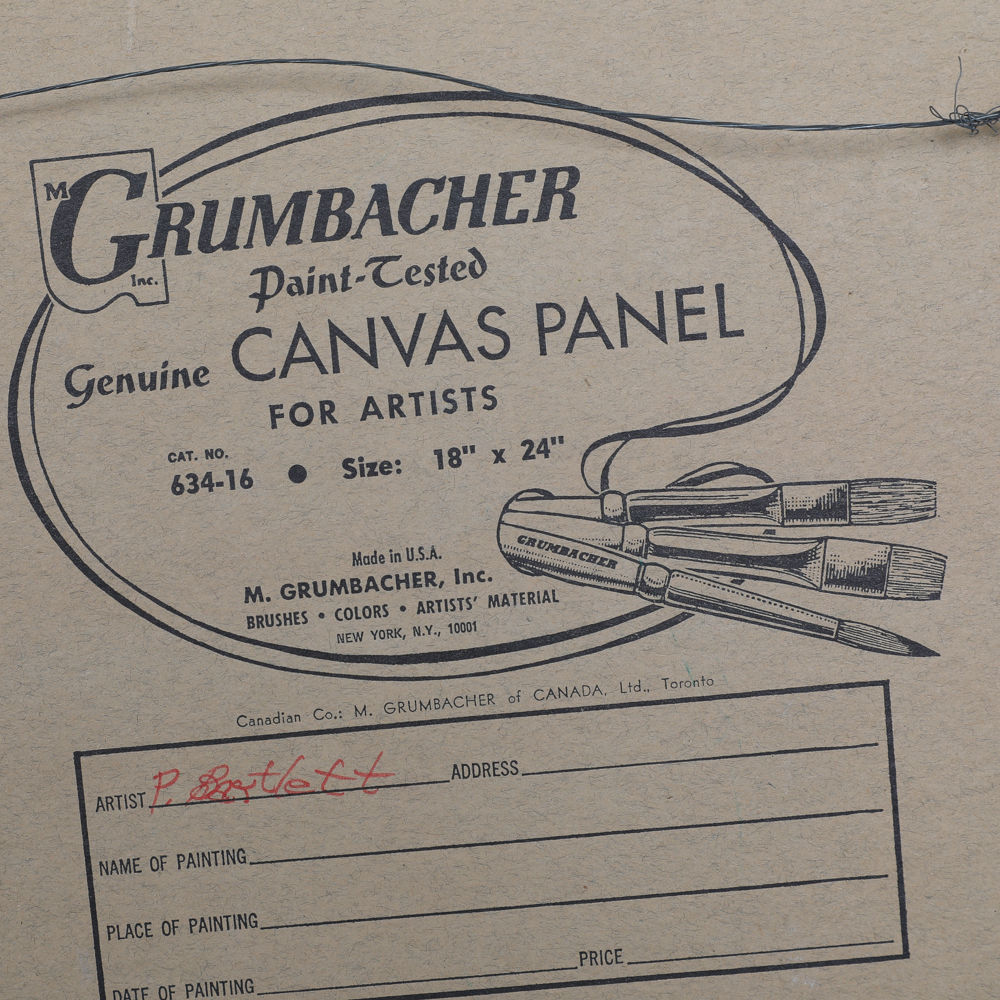 M GRUMBACHER Inc.
Paint-Tested
Genuine CANVAS PANEL
FOR ARTISTS
CAT. NO.
634-16 ● Size: 18" x 24"
GRUMBACHER
Made in U.S.A.
M. GRUMBACHER, Inc.
BRUSHES • COLORS • ARTISTS' MATERIAL
NEW YORK, N.Y., 10001
Canadian Co.: M. GRUMBACHER of CANADA, Ltd., Toronto
ARTIST P. Bartlett ADDRESS
NAME OF PAINTING
PLACE OF PAINTING
DATE OF PAINTING PRICE